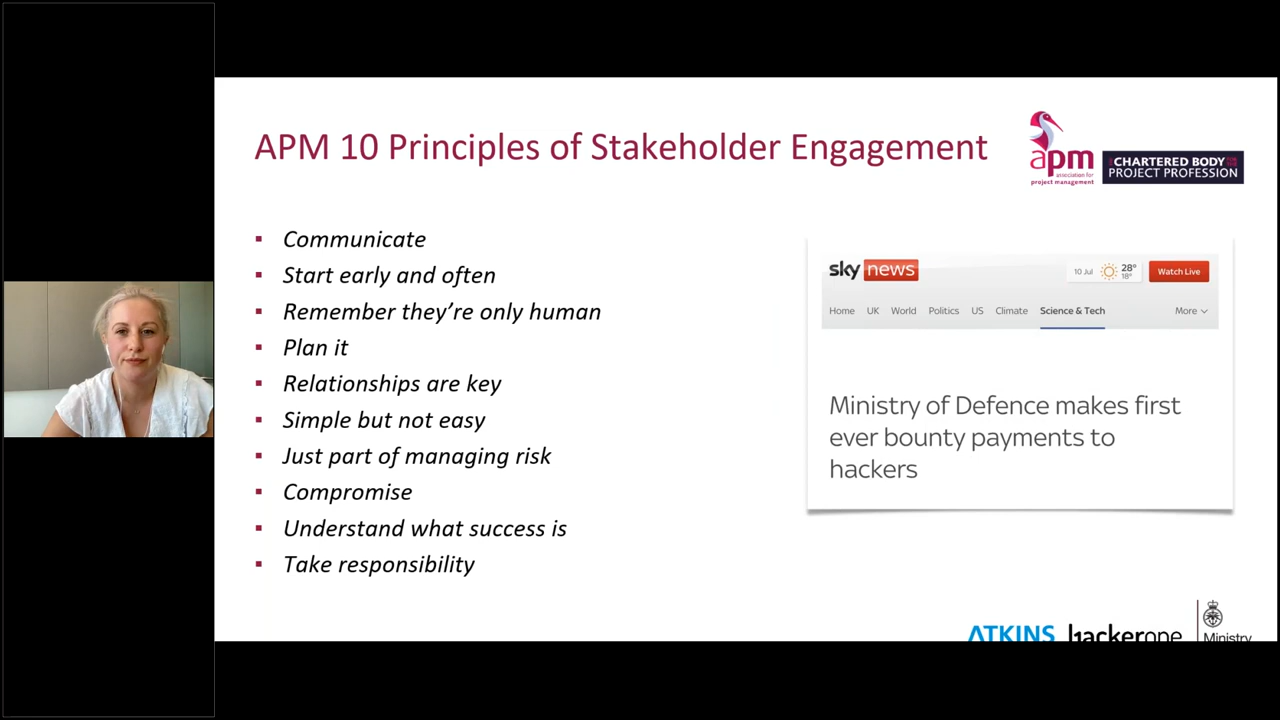 APM 10 Principles of Stakeholder Engagement
apm
association for
project management
CHARTERED BODY FOR THE
PROJECT PROFESSION
Communicate
Start early and often
Remember they’re only human
Plan it
Relationships are key
Simple but not easy
Just part of managing risk
Compromise
Understand what success is
Take responsibility
sky news
10 Jul 28° 18°
Watch Live
Home UK World Politics US Climate Science & Tech More
Ministry of Defence makes first
ever bounty payments to
hackers
ATKINS hackerone Ministry